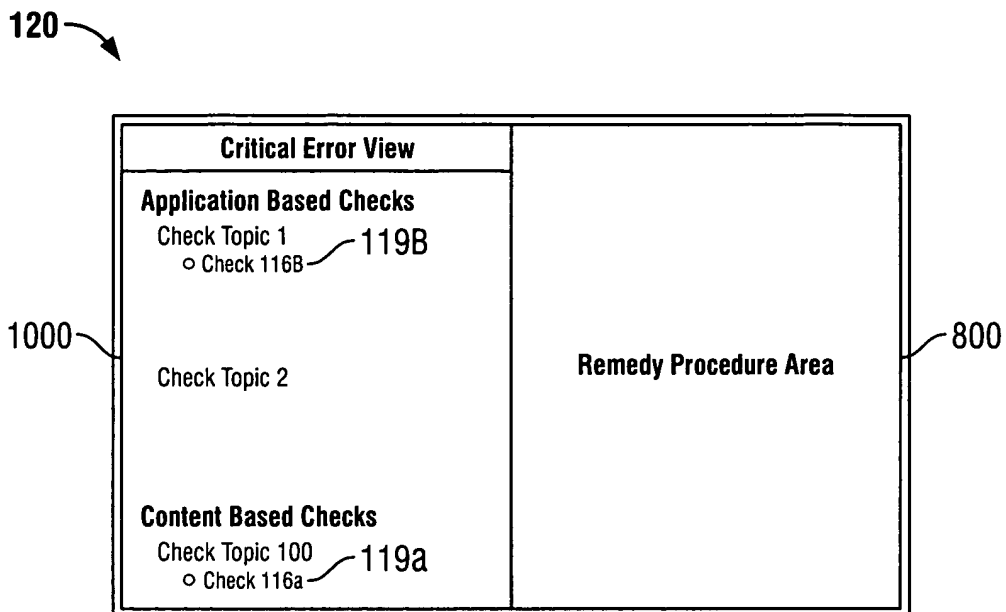 120
Critical Error View
Application Based Checks
Check Topic 1
Check 116B
119B
1000
Check Topic 2
Remedy Procedure Area
800
Content Based Checks
Check Topic 100
Check 116a
119a